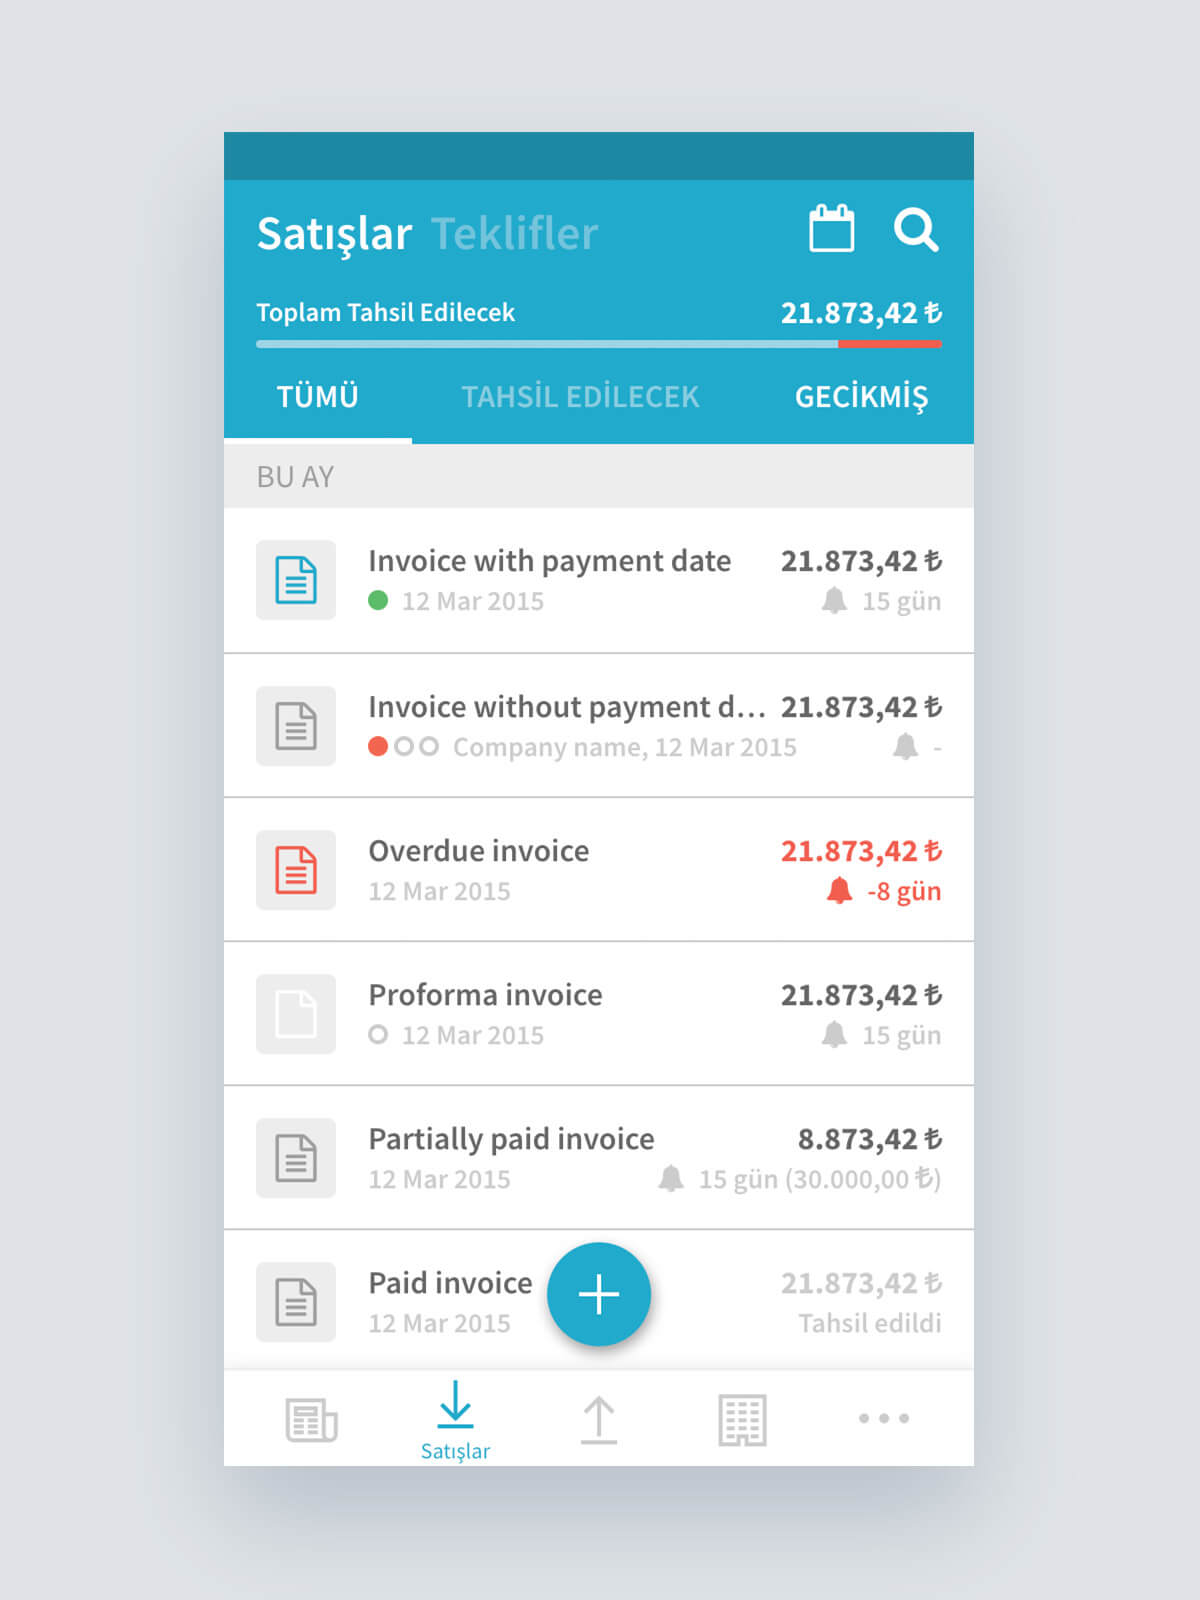 Satışlar Teklifler
Toplam Tahsil Edilecek 21.873,42 ₺
TÜMÜ TAHSİL EDİLECEK GECİKMİŞ
BU AY
Invoice with payment date 21.873,42 ₺
12 Mar 2015 15 gün
Invoice without payment d... 21.873,42 ₺
Company name, 12 Mar 2015 -
Overdue invoice 21.873,42 ₺
12 Mar 2015 -8 gün
Proforma invoice 21.873,42 ₺
12 Mar 2015 15 gün
Partially paid invoice 8.873,42 ₺
12 Mar 2015 15 gün (30.000,00 ₺)
Paid invoice 21.873,42 ₺
12 Mar 2015 Tahsil edildi
Satışlar